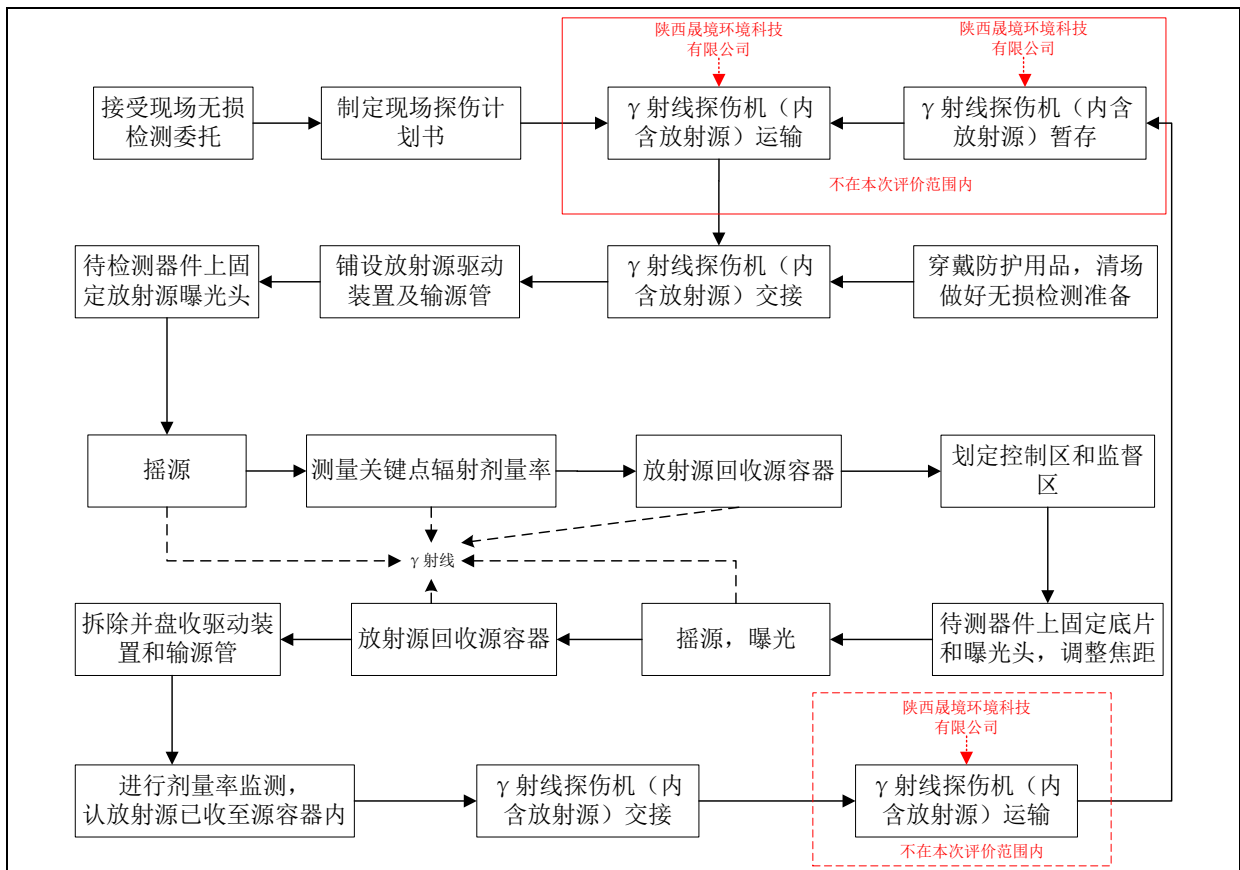 陕西晟境环境科技
有限公司
陕西晟境环境科技
有限公司
接受现场无损
检测委托
制定现场探伤计
划书
γ射线探伤机（内
含放射源）运输
γ射线探伤机（内
含放射源）暂存
不在本次评价范围内
待检测器件上固
定放射源曝光头
铺设放射源驱动
装置及输源管
γ射线探伤机（内
含放射源）交接
穿戴防护用品，清场
做好无损检测准备
摇源
测量关键点辐射剂量率
放射源回收源容器
划定控制区和监督
区
γ射线
拆除并盘收驱动装
置和输源管
放射源回收源容器
摇源，曝光
待测器件上固定底片
和曝光头，调整焦距
陕西晟境环境科技
有限公司
进行剂量率监测，
认放射源已收至源容器内
γ射线探伤机（内
含放射源）交接
γ射线探伤机（内
含放射源）运输
不在本次评价范围内